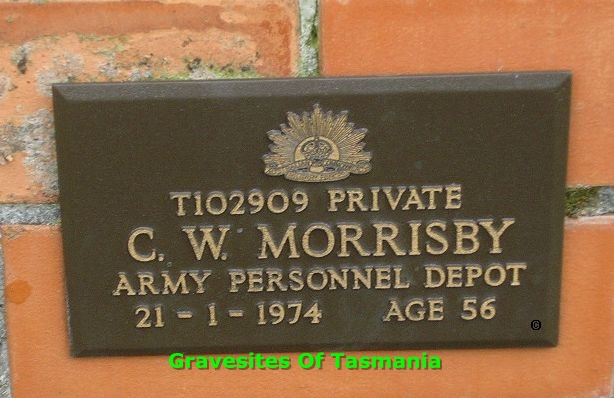 T102909 PRIVATE
C. W. MORRISBY
ARMY PERSONNEL DEPOT
21 - 1 - 1974 AGE 56
©
Gravesites Of Tasmania